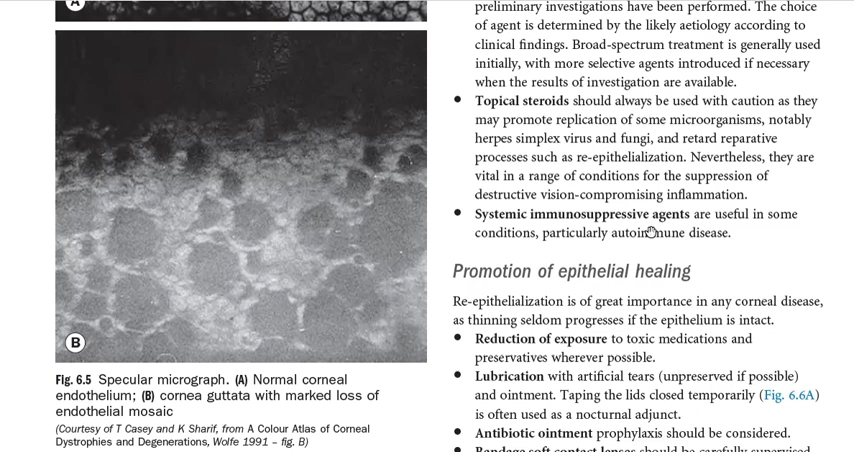 A
B
Fig. 6.5 Specular micrograph. (A) Normal corneal
endothelium; (B) cornea guttata with marked loss of
endothelial mosaic
(Courtesy of T Casey and K Sharif, from A Colour Atlas of Corneal
Dystrophies and Degenerations, Wolfe 1991 – fig. B)
preliminary investigations have been performed. The choice
of agent is determined by the likely aetiology according to
clinical findings. Broad-spectrum treatment is generally used
initially, with more selective agents introduced if necessary
when the results of investigation are available.
• Topical steroids should always be used with caution as they
may promote replication of some microorganisms, notably
herpes simplex virus and fungi, and retard reparative
processes such as re-epithelialization. Nevertheless, they are
vital in a range of conditions for the suppression of
destructive vision-compromising inflammation.
• Systemic immunosuppressive agents are useful in some
conditions, particularly autoimmune disease.
Promotion of epithelial healing
Re-epithelialization is of great importance in any corneal disease,
as thinning seldom progresses if the epithelium is intact.
• Reduction of exposure to toxic medications and
preservatives wherever possible.
• Lubrication with artificial tears (unpreserved if possible)
and ointment. Taping the lids closed temporarily (Fig. 6.6A)
is often used as a nocturnal adjunct.
• Antibiotic ointment prophylaxis should be considered.
• Bandage soft contact lenses should be carefully supervised